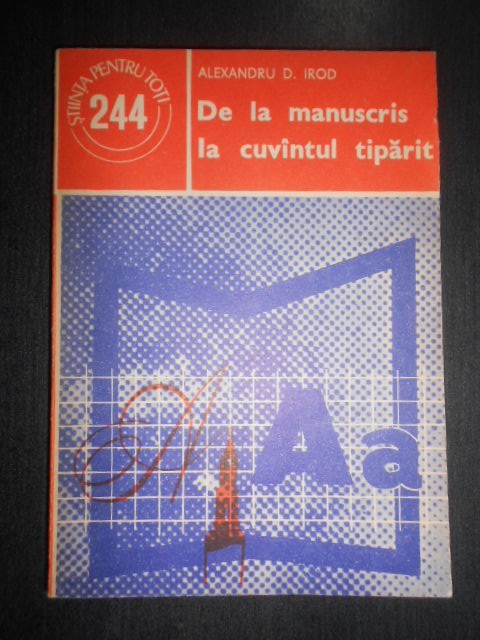 ȘTIINȚA PENTRU TOȚI
244
ALEXANDRU D. IROD
De la manuscris
la cuvîntul tipărit
A
Aa